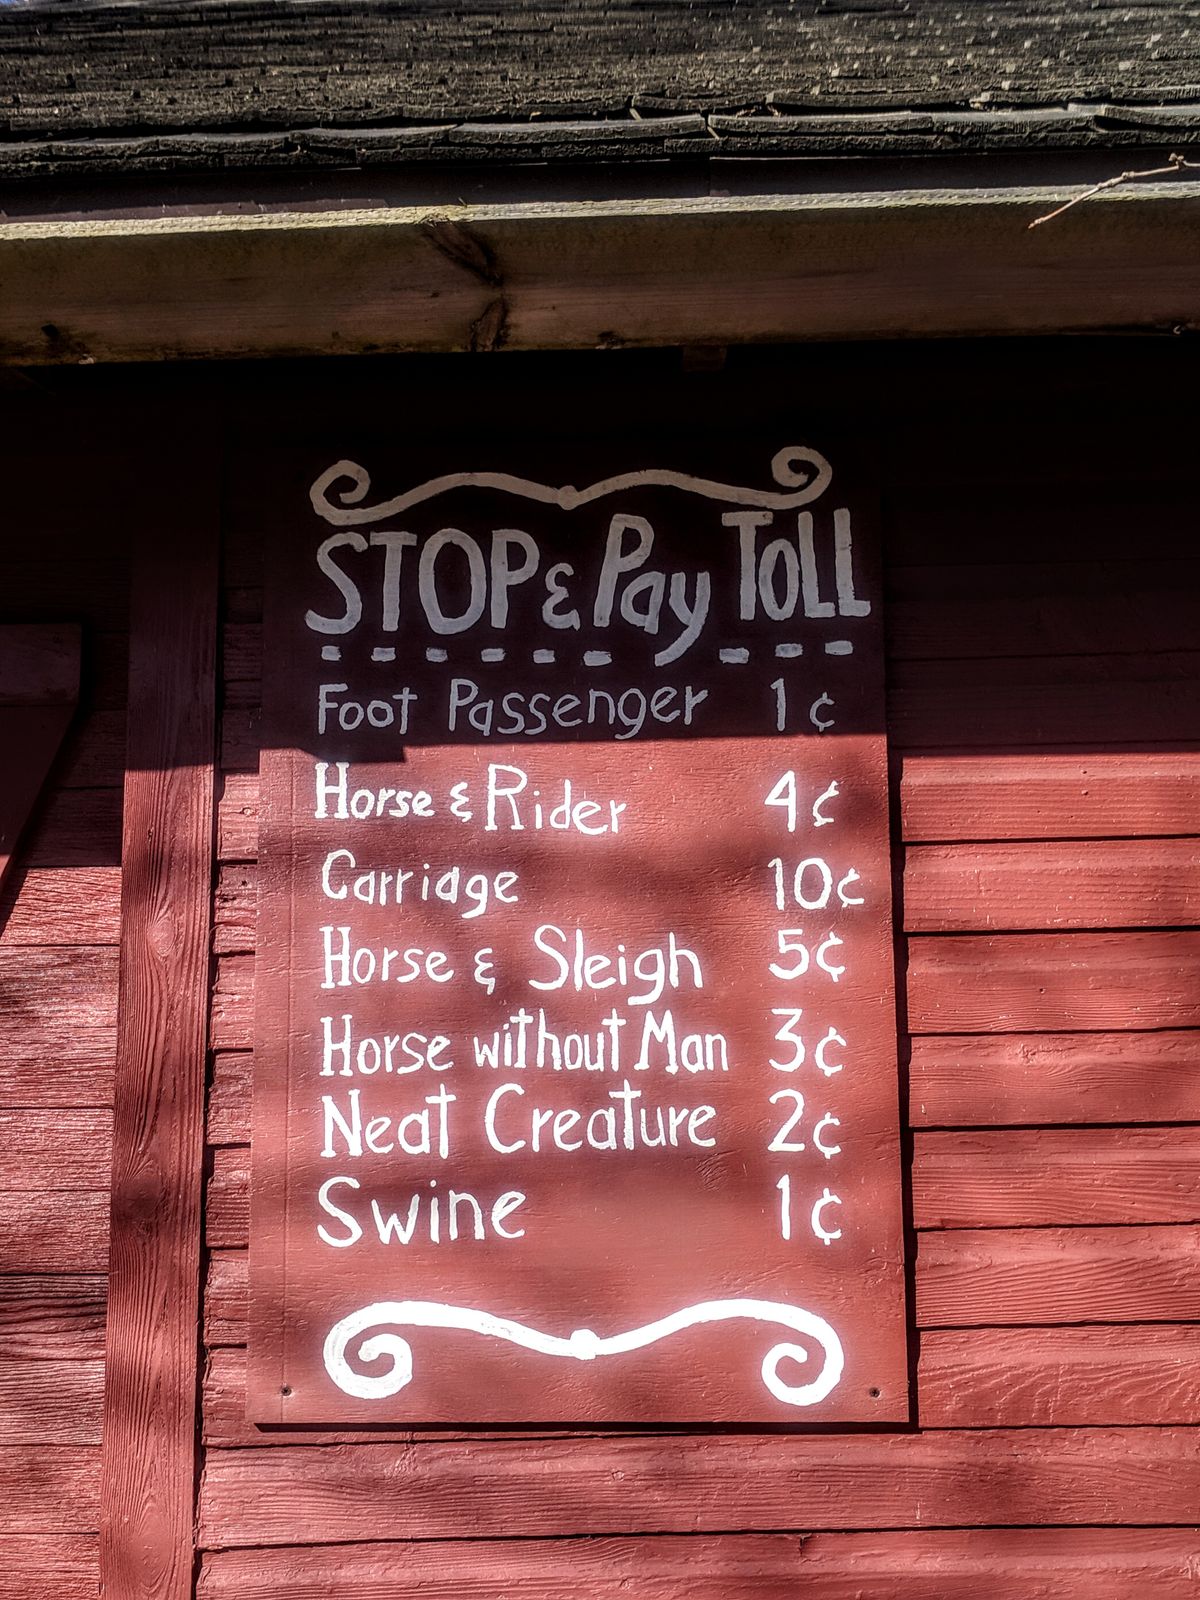 STOP & Pay TOLL
Foot Passenger 1¢
Horse & Rider 4¢
Carriage 10¢
Horse & Sleigh 5¢
Horse without Man 3¢
Neat Creature 2¢
Swine 1¢